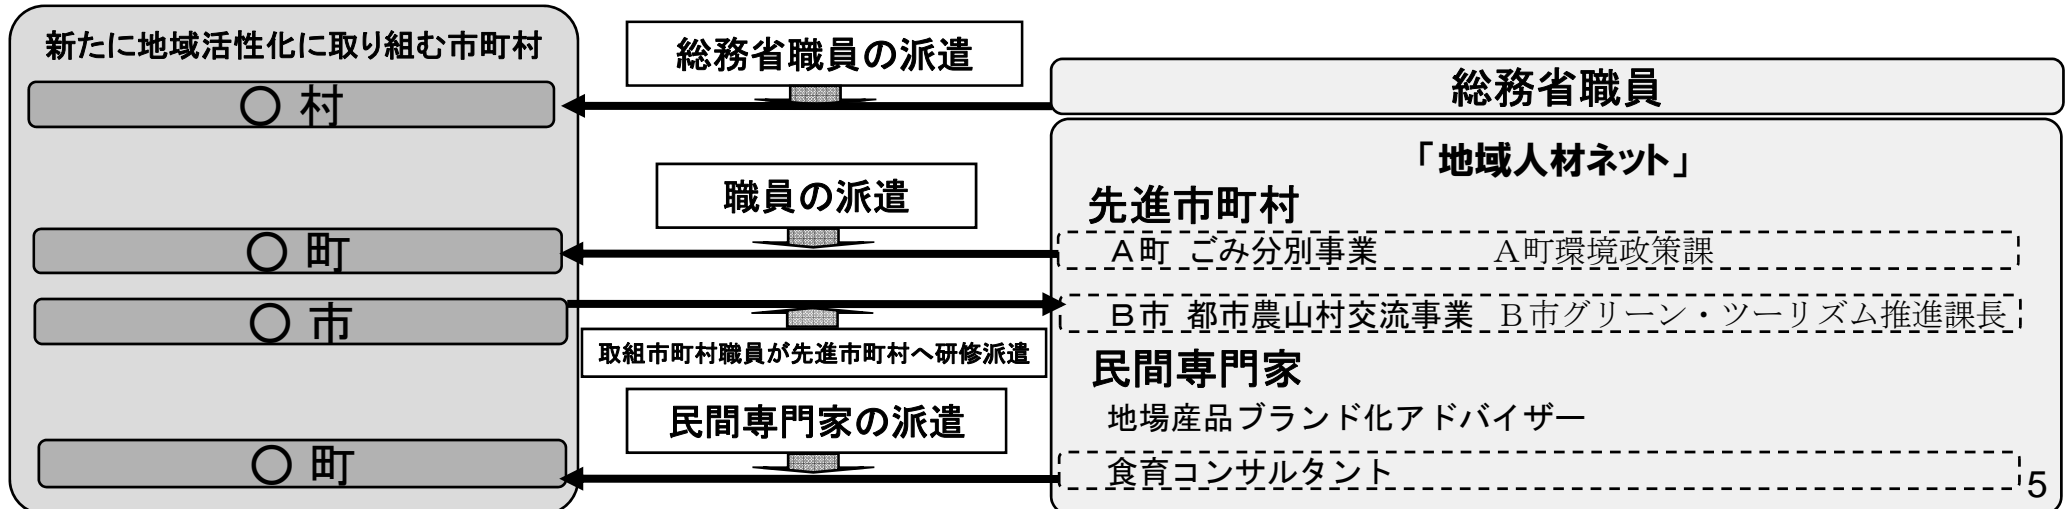 新たに地域活性化に取り組む市町村
〇 村
〇 町
〇 市
〇 町
総務省職員の派遣
職員の派遣
取組市町村職員が先進市町村へ研修派遣
民間専門家の派遣
総務省職員
「地域人材ネット」
先進市町村
A町 ごみ分別事業 A町環境政策課
B市 都市農山村交流事業 B市グリーン・ツーリズム推進課長
民間専門家
地場産品ブランド化アドバイザー
食育コンサルタント
5